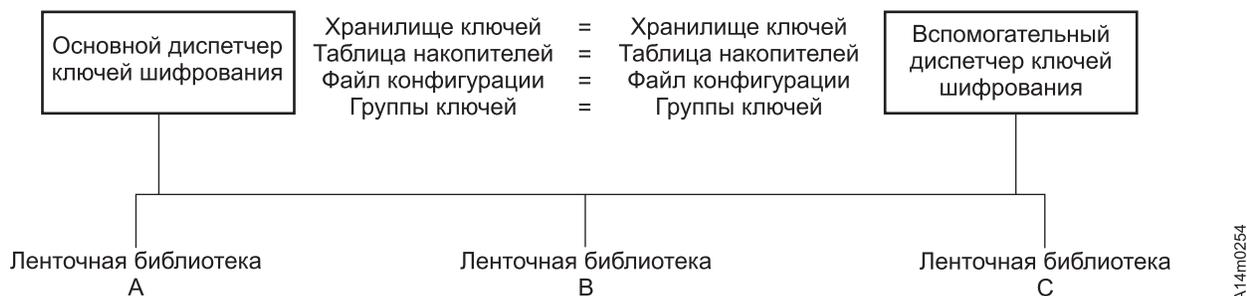 Основной диспетчер
ключей шифрования
Хранилище ключей = Хранилище ключей
Таблица накопителей = Таблица накопителей
Файл конфигурации = Файл конфигурации
Группы ключей = Группы ключей
Вспомогательный
диспетчер ключей
шифрования
Ленточная библиотека
A
Ленточная библиотека
B
Ленточная библиотека
C
A14m0254